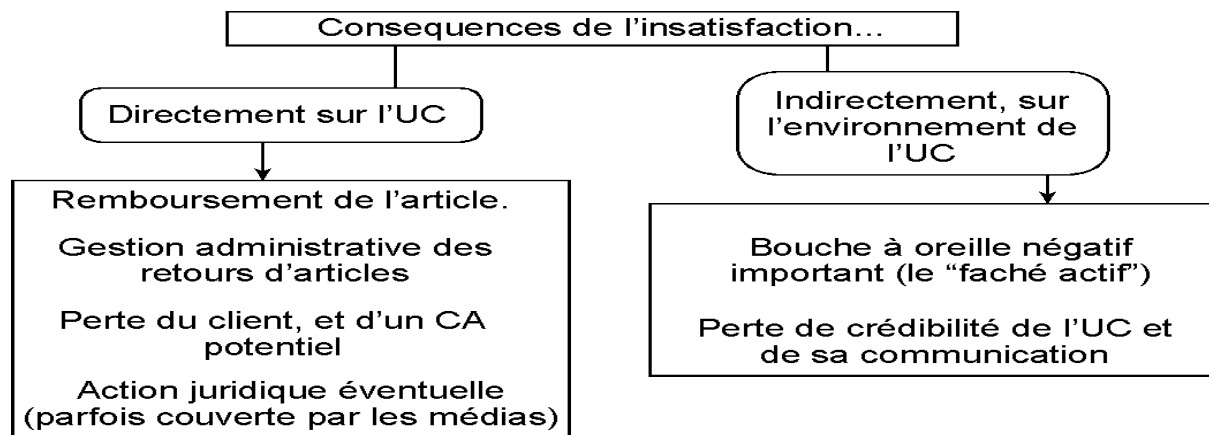 Consequences de l’insatisfaction...
Directement sur l’UC
Remboursement de l’article.
Gestion administrative des
retours d’articles
Perte du client, et d’un CA
potentiel
Action juridique éventuelle
(parfois couverte par les médias)
Indirectement, sur
l’environnement de
l’UC
Bouche à oreille négatif
important (le “faché actif”)
Perte de crédibilité de l’UC et
de sa communication